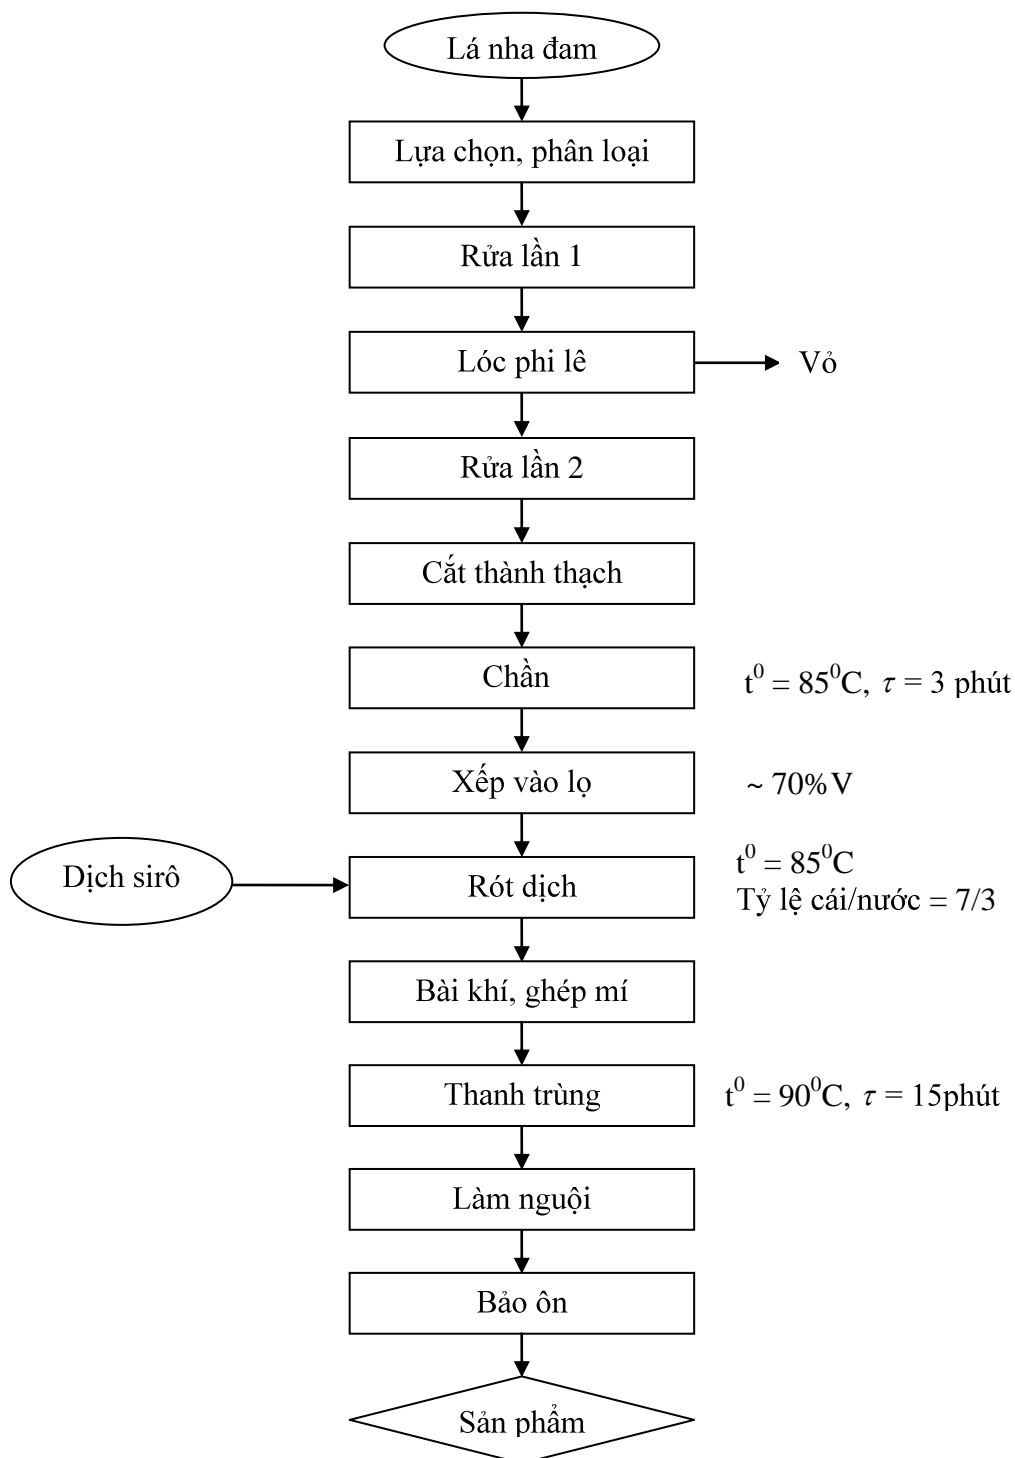 Lá nha đam
Lựa chọn, phân loại
Rửa lần 1
Lóc phi lê
Vỏ
Rửa lần 2
Cắt thành thạch
Chần
t⁰ = 85⁰C, τ = 3 phút
Xếp vào lọ
~ 70%V
Dịch sirô
Rót dịch
t⁰ = 85⁰C
Tỷ lệ cái/nước = 7/3
Bài khí, ghép mí
Thanh trùng
t⁰ = 90⁰C, τ = 15phút
Làm nguội
Bảo ôn
Sản phẩm